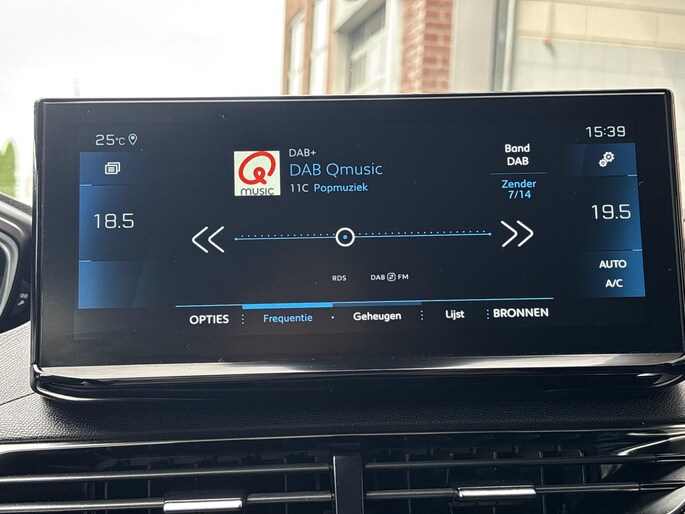 25°C
15:39
DAB+
DAB Qmusic
11C Popmuziek
Q
MUSIC
Band
DAB
Zender
7/14
18.5
19.5
AUTO
A/C
RDS
DAB FM
OPTIES
Frequentie
Geheugen
Lijst
BRONNEN